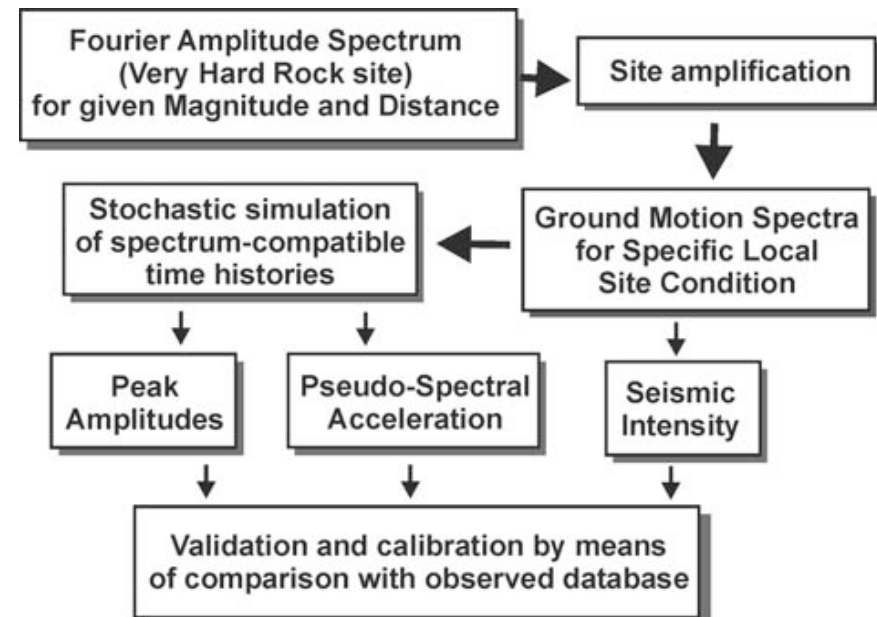 Fourier Amplitude Spectrum
(Very Hard Rock site)
for given Magnitude and Distance
Site amplification
Ground Motion Spectra
for Specific Local
Site Condition
Stochastic simulation
of spectrum-compatible
time histories
Peak
Amplitudes
Pseudo-Spectral
Acceleration
Seismic
Intensity
Validation and calibration by means
of comparison with observed database